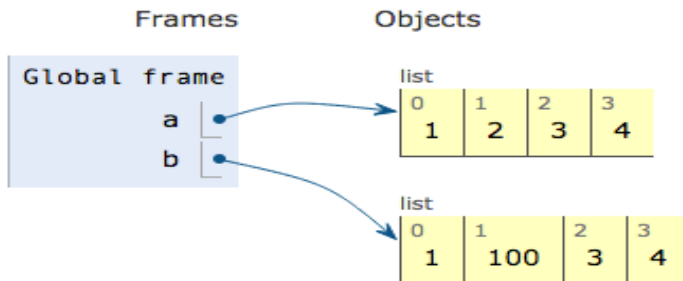 Frames Objects
Global frame
a
b
list
0 1 2 3
1 2 3 4
list
0 1 2 3
1 100 3 4